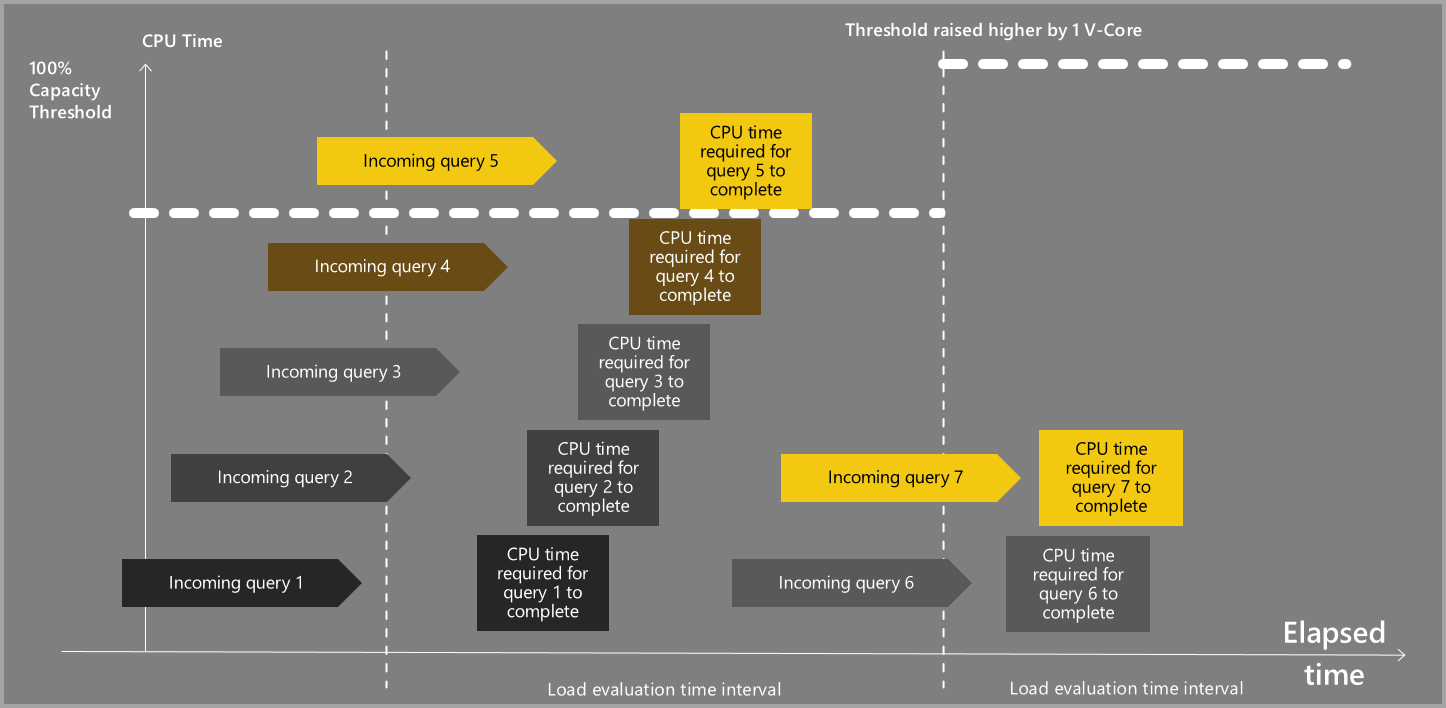 Threshold raised higher by 1 V-Core
CPU Time
100%
Capacity
Threshold
Incoming query 5
CPU time
required for
query 5 to
complete
Incoming query 4
CPU time
required for
query 4 to
complete
Incoming query 3
CPU time
required for
query 3 to
complete
Incoming query 2
CPU time
required for
query 2 to
complete
Incoming query 7
CPU time
required for
query 7 to
complete
Incoming query 1
CPU time
required for
query 1 to
complete
Incoming query 6
CPU time
required for
query 6 to
complete
Elapsed
time
Load evaluation time interval
Load evaluation time interval